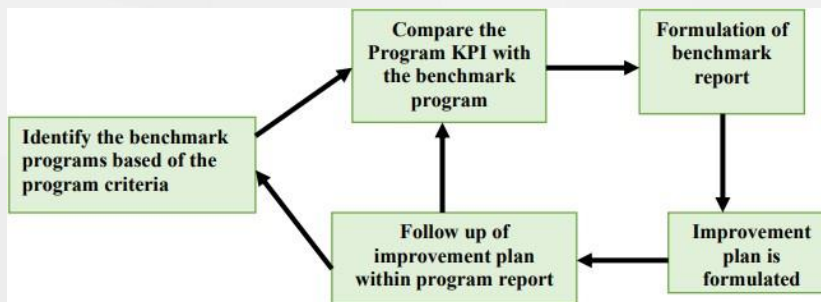 Compare the
Program KPI with
the benchmark
program
Formulation of
benchmark
report
Identify the benchmark
programs based of the
program criteria
Follow up of
improvement plan
within program report
Improvement
plan is
formulated